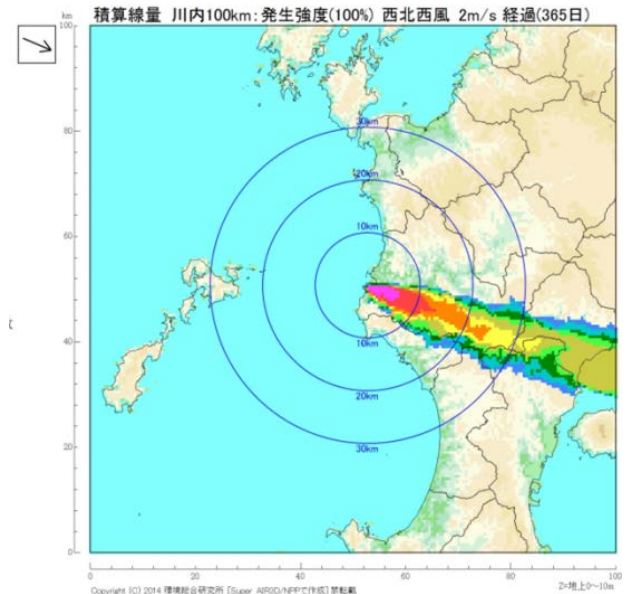 積算線量 川内100km:発生強度(100%) 西北西風 2m/s 経過(365日)
km
100
80
60
40
20
0
30km
20km
10km
10km
20km
30km
0
20
40
60
80
100
Z=地上0～10m
Copyright (C) 2014 環境総合研究所 [Super AIR3D/NPPで作成] 禁転載